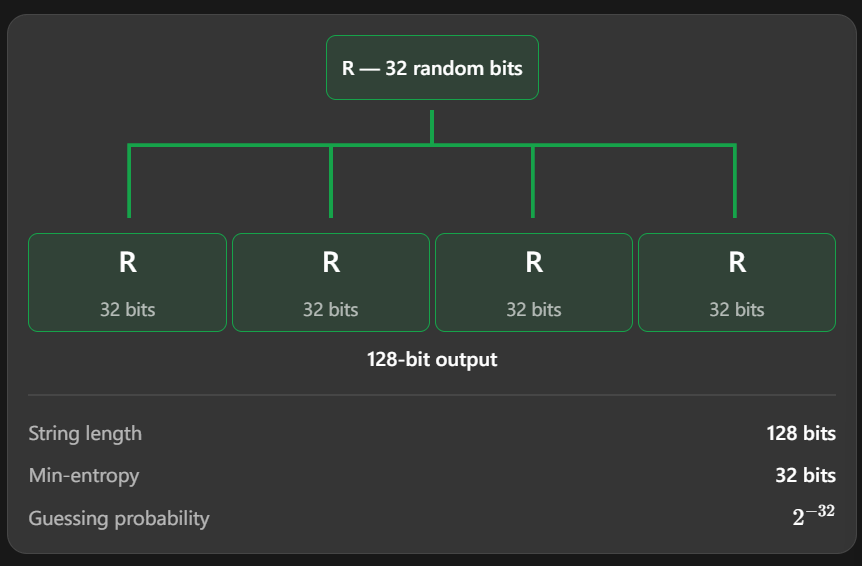 R — 32 random bits
R R R R
32 bits 32 bits 32 bits 32 bits
128-bit output
String length 128 bits
Min-entropy 32 bits
Guessing probability 2⁻³²